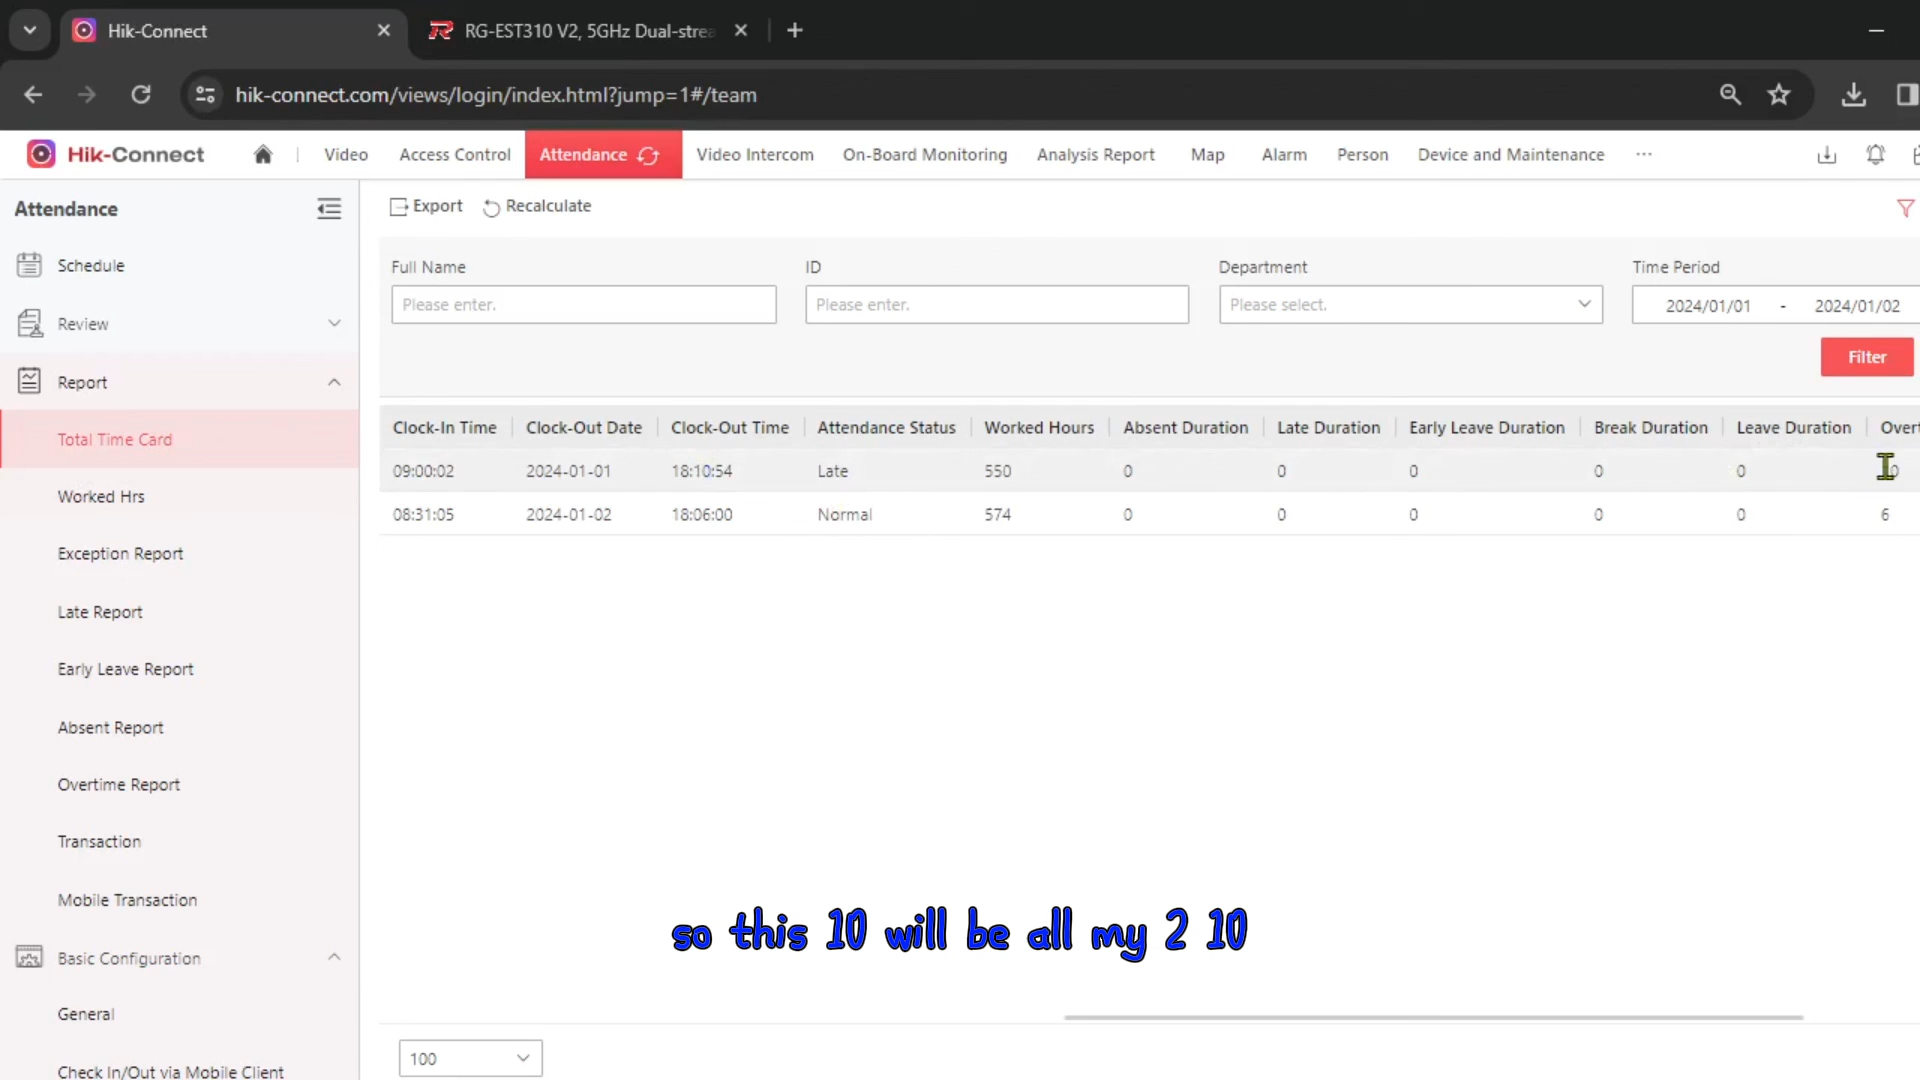 Hik-Connect
RG-EST310 V2, 5GHz Dual-strea
hik-connect.com/views/login/index.html?jump=1#/team
Hik-Connect
Video
Access Control
Attendance
Video Intercom
On-Board Monitoring
Analysis Report
Map
Alarm
Person
Device and Maintenance
Attendance
Export
Recalculate
Schedule
Review
Report
Total Time Card
Worked Hrs
Exception Report
Late Report
Early Leave Report
Absent Report
Overtime Report
Transaction
Mobile Transaction
Basic Configuration
General
Check In/Out via Mobile Client
Full Name
ID
Department
Time Period
Please enter.
Please enter.
Please select.
2024/01/01 - 2024/01/02
Filter
Clock-In Time Clock-Out Date Clock-Out Time Attendance Status Worked Hours Absent Duration Late Duration Early Leave Duration Break Duration Leave Duration Overt
09:00:02 2024-01-01 18:10:54 Late 550 0 0 0 0 0
08:31:05 2024-01-02 18:06:00 Normal 574 0 0 0 0 0 6
so this 10 will be all my 2 10
100